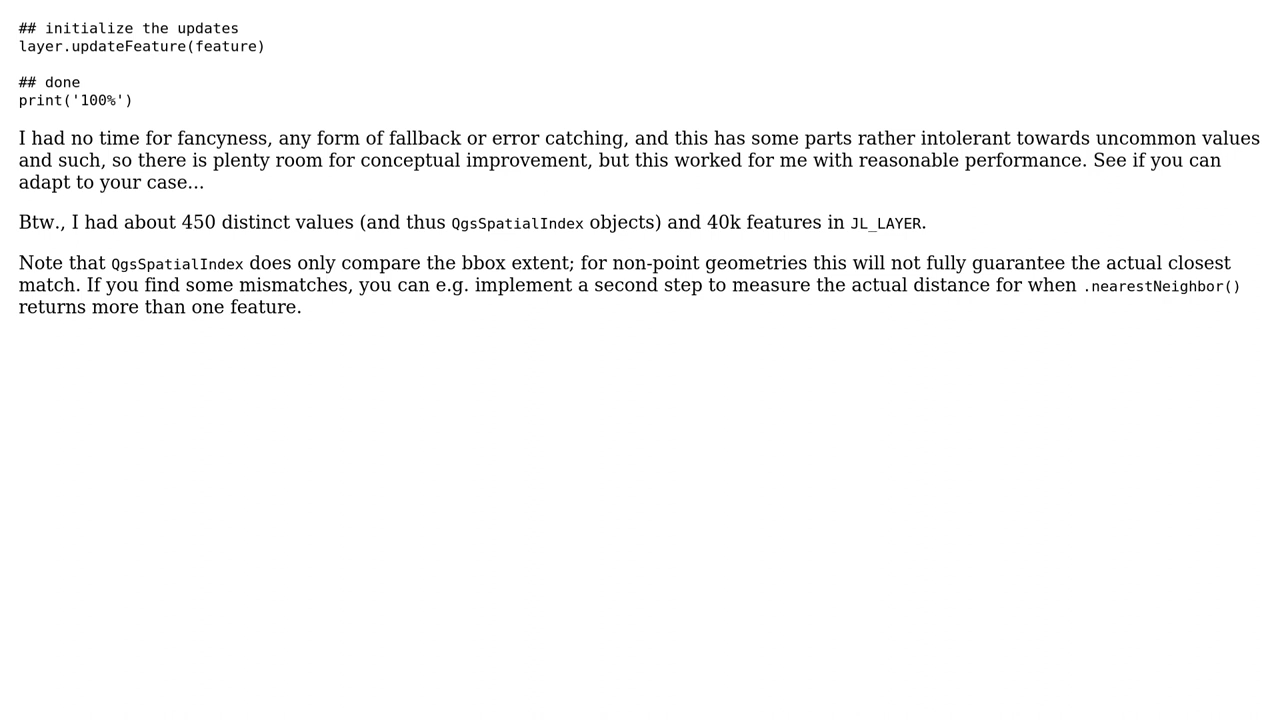 ## initialize the updates
layer.updateFeature(feature)
## done
print('100%')
I had no time for fancyness, any form of fallback or error catching, and this has some parts rather intolerant towards uncommon values
and such, so there is plenty room for conceptual improvement, but this worked for me with reasonable performance. See if you can
adapt to your case...
Btw., I had about 450 distinct values (and thus QgsSpatialIndex objects) and 40k features in JL_LAYER.
Note that QgsSpatialIndex does only compare the bbox extent; for non-point geometries this will not fully guarantee the actual closest
match. If you find some mismatches, you can e.g. implement a second step to measure the actual distance for when .nearestNeighbor()
returns more than one feature.